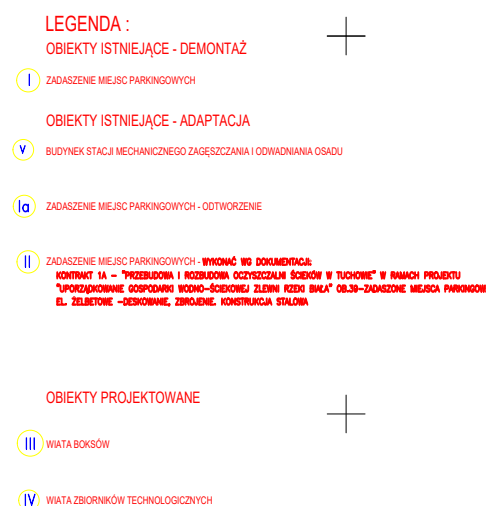 LEGENDA :
OBIEKTY ISTNIEJĄCE - DEMONTAŻ
I ZADASZENIE MIEJSC PARKINGOWYCH
OBIEKTY ISTNIEJĄCE - ADAPTACJA
V BUDYNEK STACJI MECHANICZNEGO ZAGĘSZCZANIA I ODWADNIANIA OSADU
Ia ZADASZENIE MIEJSC PARKINGOWYCH - ODTWORZENIE
II ZADASZENIE MIEJSC PARKINGOWYCH - WYKONAĆ WG DOKUMENTACJI:
KONTRAKT 1A – "PRZEBUDOWA I ROZBUDOWA OCZYSZCZALNI ŚCIEKÓW W TUCHOWIE" W RAMACH PROJEKTU
"UPORZĄDKOWANIE GOSPODARKI WODNO-ŚCIEKOWEJ ZLEWNI RZEKI BIAŁA" OB.39-ZADASZONE MIEJSCA PARKINGOW
EL. ŻELBETOWE -DESKOWANIE, ZBROJENIE. KONSTRUKCJA STALOWA
OBIEKTY PROJEKTOWANE
III WIATA BOKSÓW
IV WIATA ZBIORNIKÓW TECHNOLOGICZNYCH